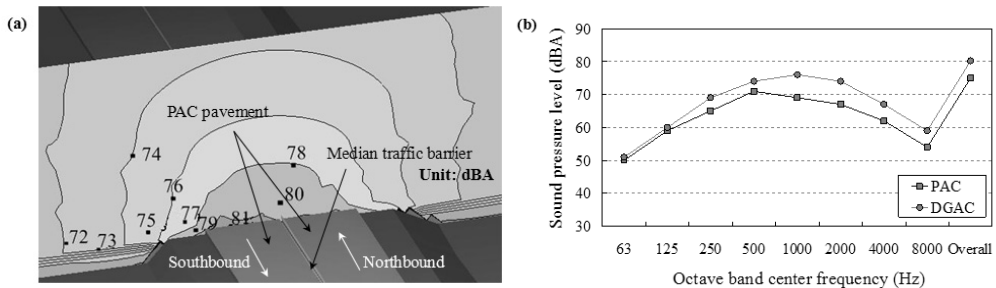 (a)
PAC pavement
74
78
Median traffic barrier
Unit: dBA
76
80
77
75
79
81
72
73
Southbound
Northbound
(b)
Sound pressure level (dBA)
90
80
70
60
50
40
30
PAC
DGAC
63 125 250 500 1000 2000 4000 8000 Overall
Octave band center frequency (Hz)